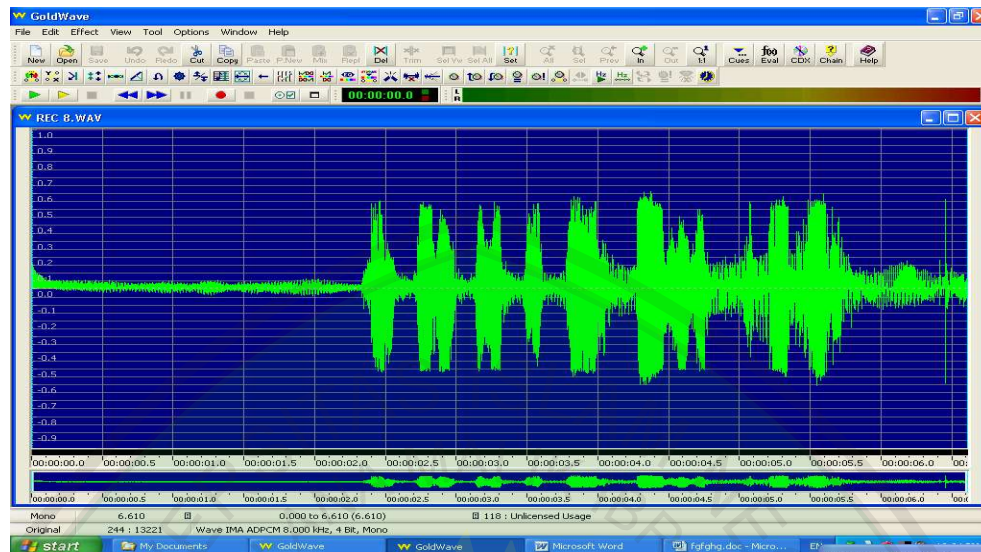 GoldWave
File Edit Effect View Tool Options Window Help
New Open Save Undo Redo Cut Copy Paste P.New Mix Repl Del Trim Sel Vw Sel All Set All Sel Prev In Out 1:1 Cues Eval CDX Chain Help
00:00:00.0 L R
REC 8.WAV
1.0
0.9
0.8
0.7
0.6
0.5
0.4
0.3
0.2
0.1
0.0
-0.1
-0.2
-0.3
-0.4
-0.5
-0.6
-0.7
-0.8
-0.9
00:00:00.0 00:00:00.5 00:00:01.0 00:00:01.5 00:00:02.0 00:00:02.5 00:00:03.0 00:00:03.5 00:00:04.0 00:00:04.5 00:00:05.0 00:00:05.5 00:00:06.0 00:
00:00:00.0 00:00:00.5 00:00:01.0 00:00:01.5 00:00:02.0 00:00:02.5 00:00:03.0 00:00:03.5 00:00:04.0 00:00:04.5 00:00:05.0 00:00:05.5 00:00:06.0
Mono 6.610 0.000 to 6.610 (6.610) 118 : Unlicensed Usage
Original 244 : 13221 Wave IMA ADPCM 8.000 kHz, 4 Bit, Mono
start My Documents GoldWave GoldWave Microsoft Word fgfghg.doc - Micro... EN